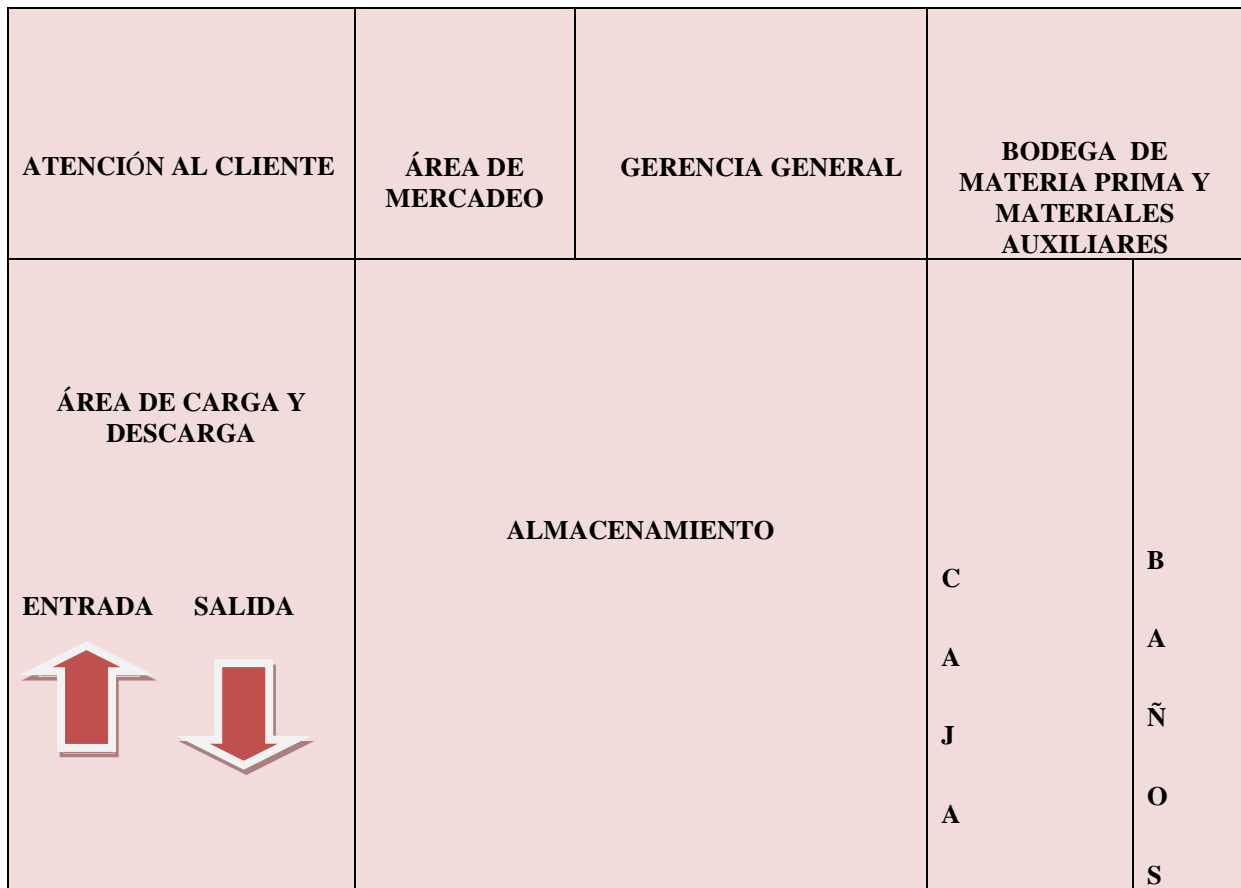 ATENCIÓN AL CLIENTE
ÁREA DE
MERCADEO
GERENCIA GENERAL
BODEGA DE
MATERIA PRIMA Y
MATERIALES
AUXILIARES
ÁREA DE CARGA Y
DESCARGA
ENTRADA SALIDA
ALMACENAMIENTO
C
A
J
A
B
A
Ñ
O
S